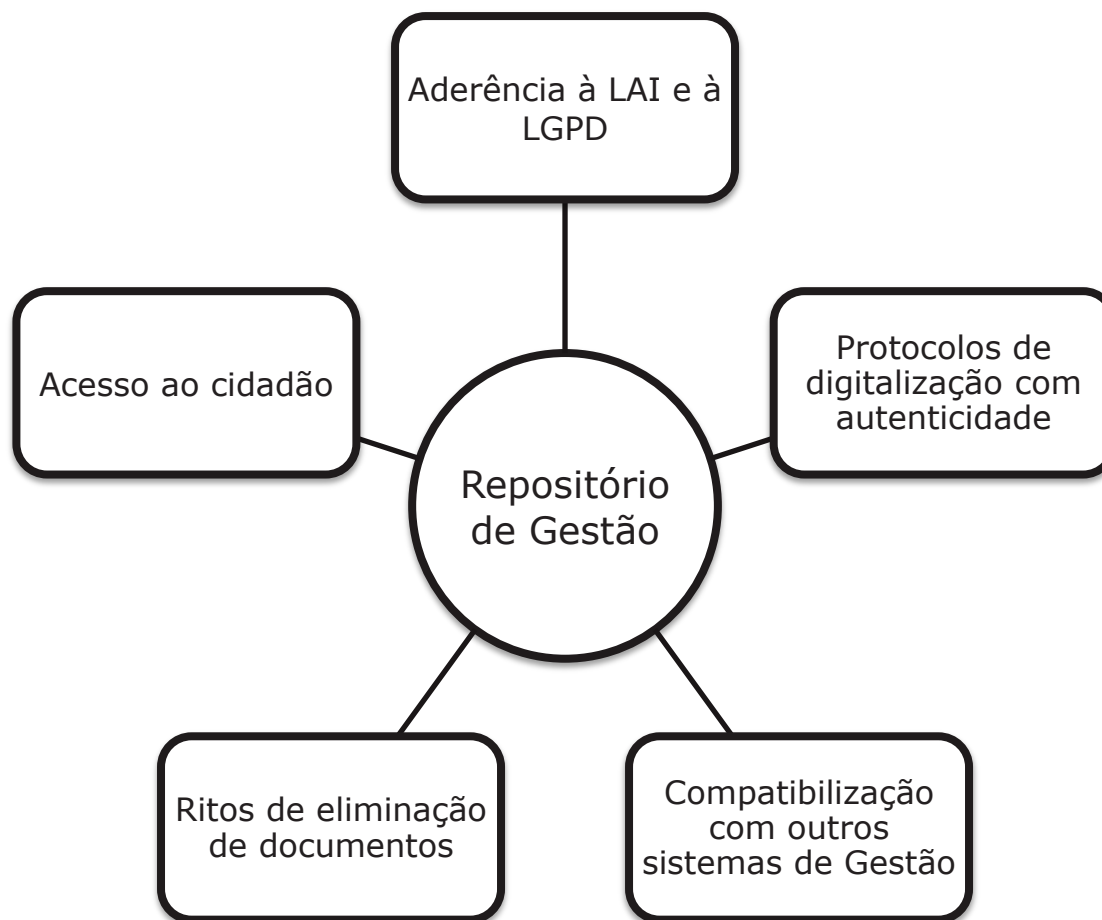 Aderência à LAI e à
LGPD
Acesso ao cidadão
Protocolos de
digitalização com
autenticidade
Repositório
de Gestão
Ritos de eliminação
de documentos
Compatibilização
com outros
sistemas de Gestão